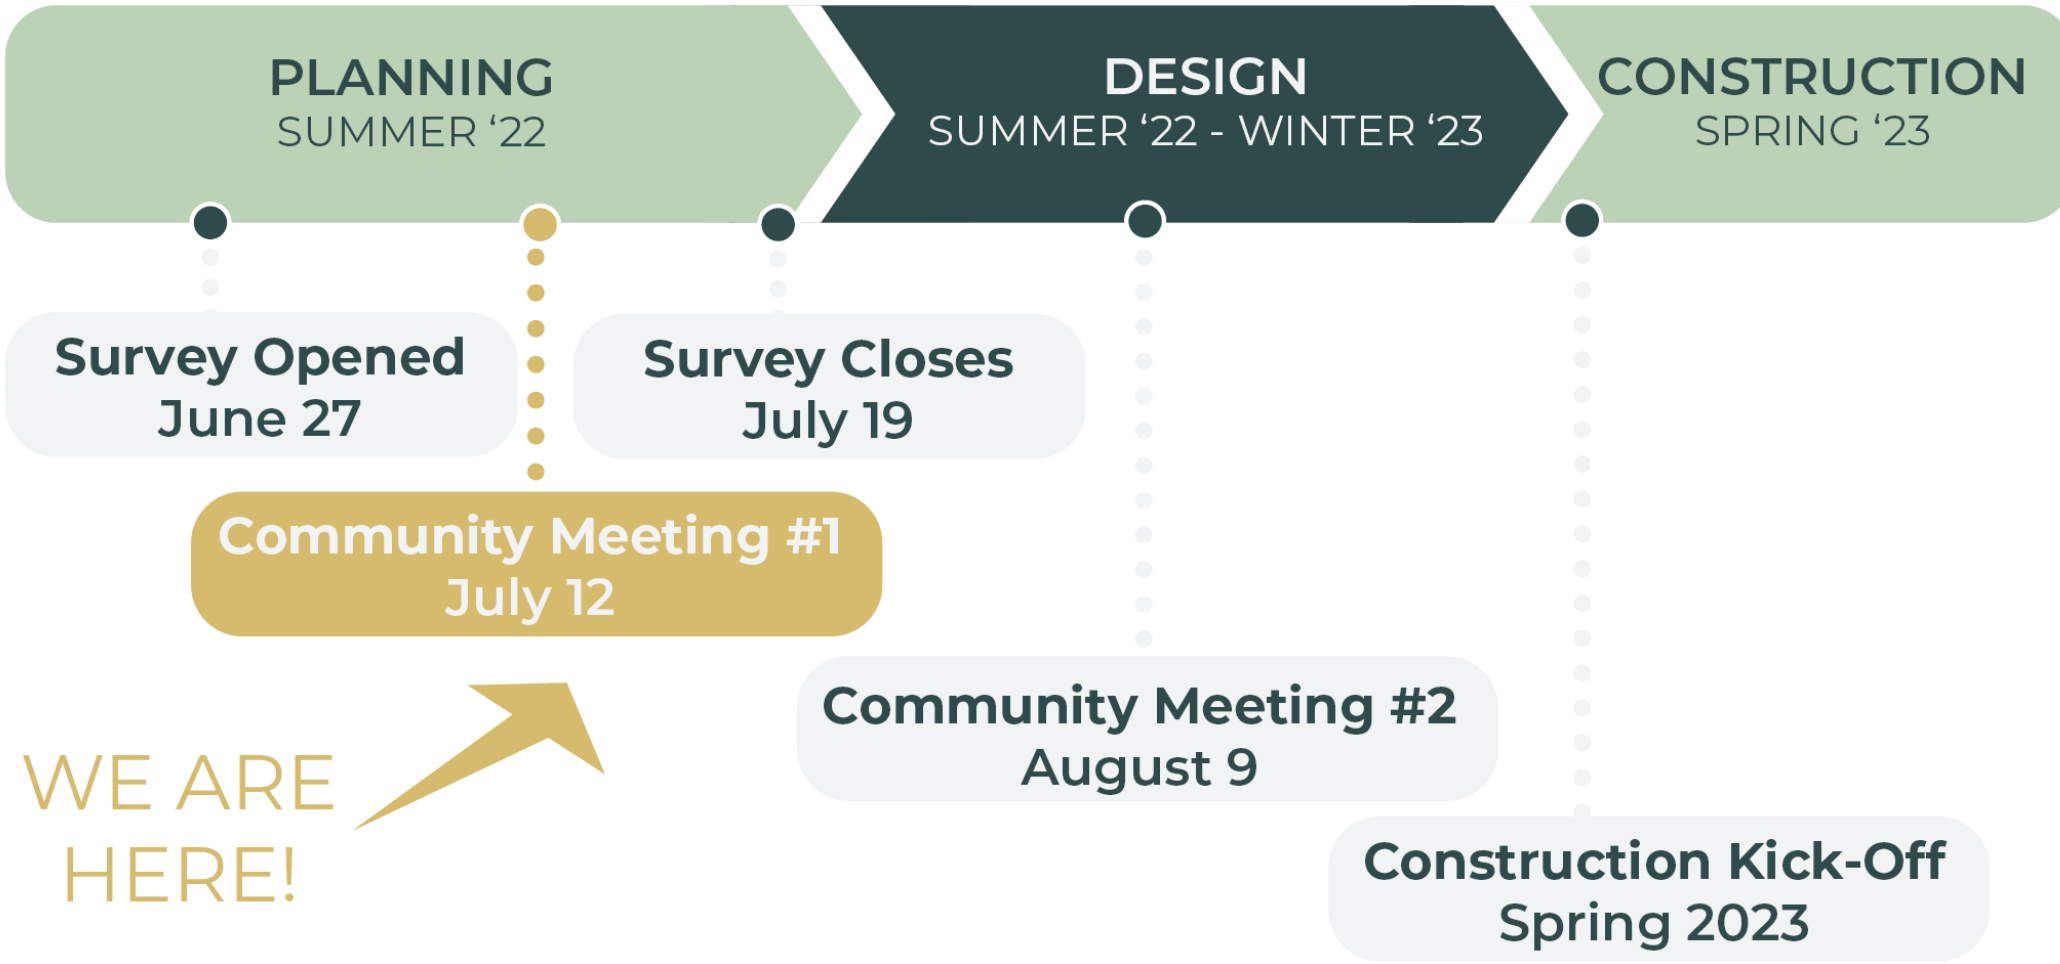 PLANNING
SUMMER ‘22
DESIGN
SUMMER ‘22 - WINTER ‘23
CONSTRUCTION
SPRING ‘23
Survey Opened
June 27
Survey Closes
July 19
Community Meeting #1
July 12
Community Meeting #2
August 9
WE ARE
HERE!
Construction Kick-Off
Spring 2023